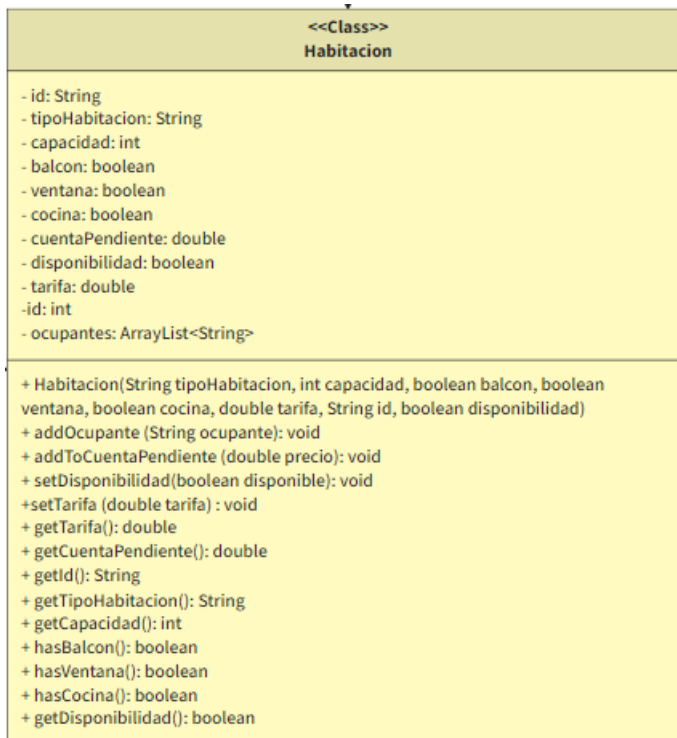 <<Class>>
Habitacion
- id: String
- tipoHabitacion: String
- capacidad: int
- balcon: boolean
- ventana: boolean
- cocina: boolean
- cuentaPendiente: double
- disponibilidad: boolean
- tarifa: double
-id: int
- ocupantes: ArrayList<String>
+ Habitacion(String tipoHabitacion, int capacidad, boolean balcon, boolean
ventana, boolean cocina, double tarifa, String id, boolean disponibilidad)
+ addOcupante (String ocupante): void
+ addToCuentaPendiente (double precio): void
+ setDisponibilidad(boolean disponible): void
+setTarifa (double tarifa) : void
+ getTarifa(): double
+ getCuentaPendiente(): double
+ getId(): String
+ getTipoHabitacion(): String
+ getCapacidad(): int
+ hasBalcon(): boolean
+ hasVentana(): boolean
+ hasCocina(): boolean
+ getDisponibilidad(): boolean